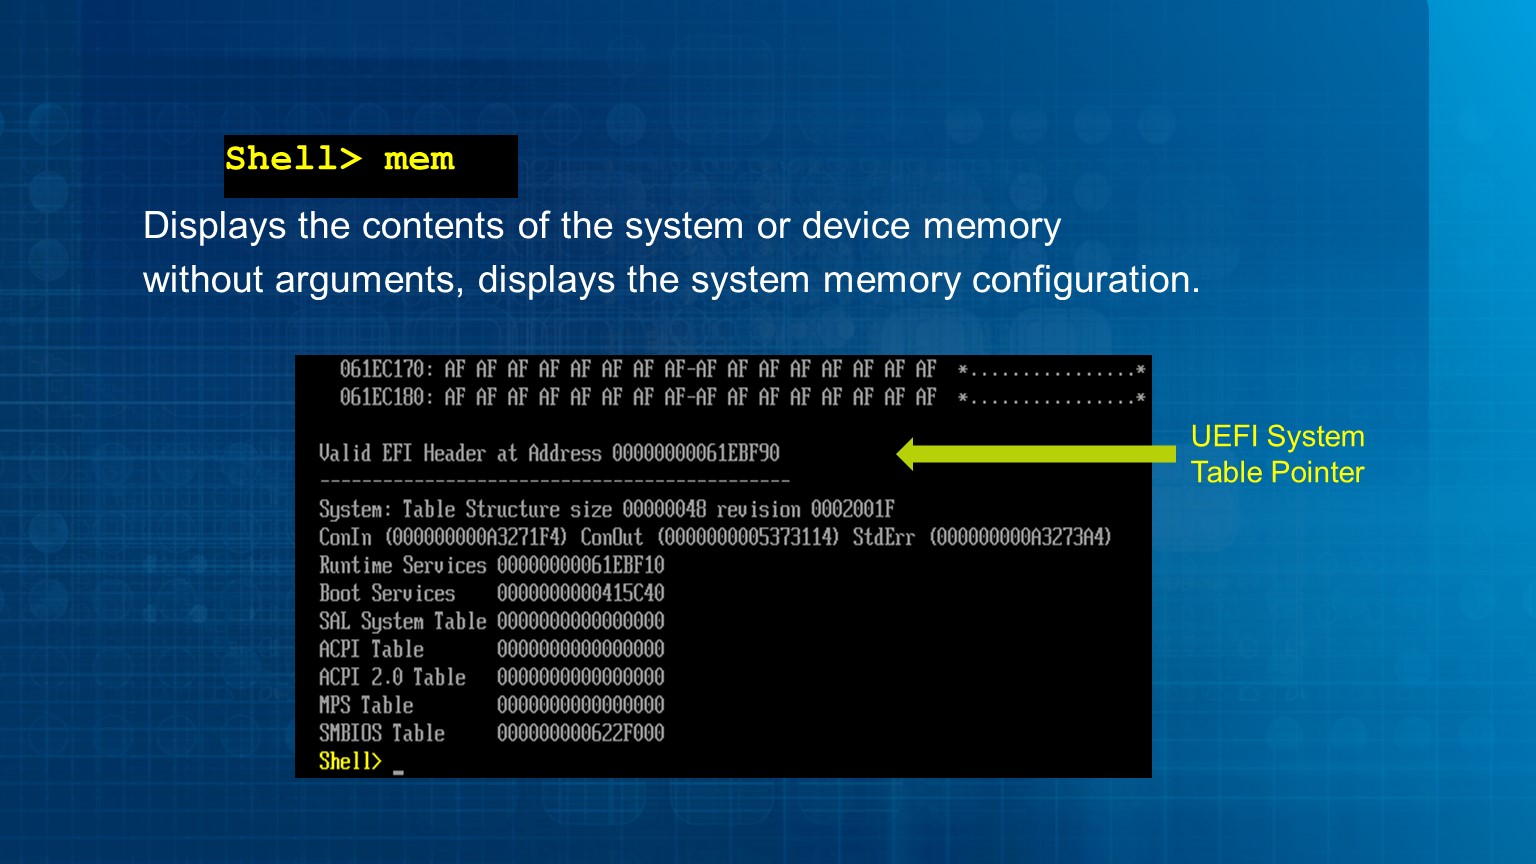 Shell> mem
Displays the contents of the system or device memory
without arguments, displays the system memory configuration.
061EC170: AF AF AF AF AF AF AF AF-AF AF AF AF AF AF AF AF *................*
061EC180: AF AF AF AF AF AF AF AF-AF AF AF AF AF AF AF AF *................*
Valid EFI Header at Address 00000000061EBF90
---------------------------------------------
UEFI System
Table Pointer
System: Table Structure size 00000048 revision 0002001F
ConIn (000000000A3271F4) ConOut (0000000005373114) StdErr (000000000A3273A4)
Runtime Services 00000000061EBF10
Boot Services 0000000000415C40
SAL System Table 0000000000000000
ACPI Table 0000000000000000
ACPI 2.0 Table 0000000000000000
MPS Table 0000000000000000
SMBIOS Table 000000000622F000
Shell> _